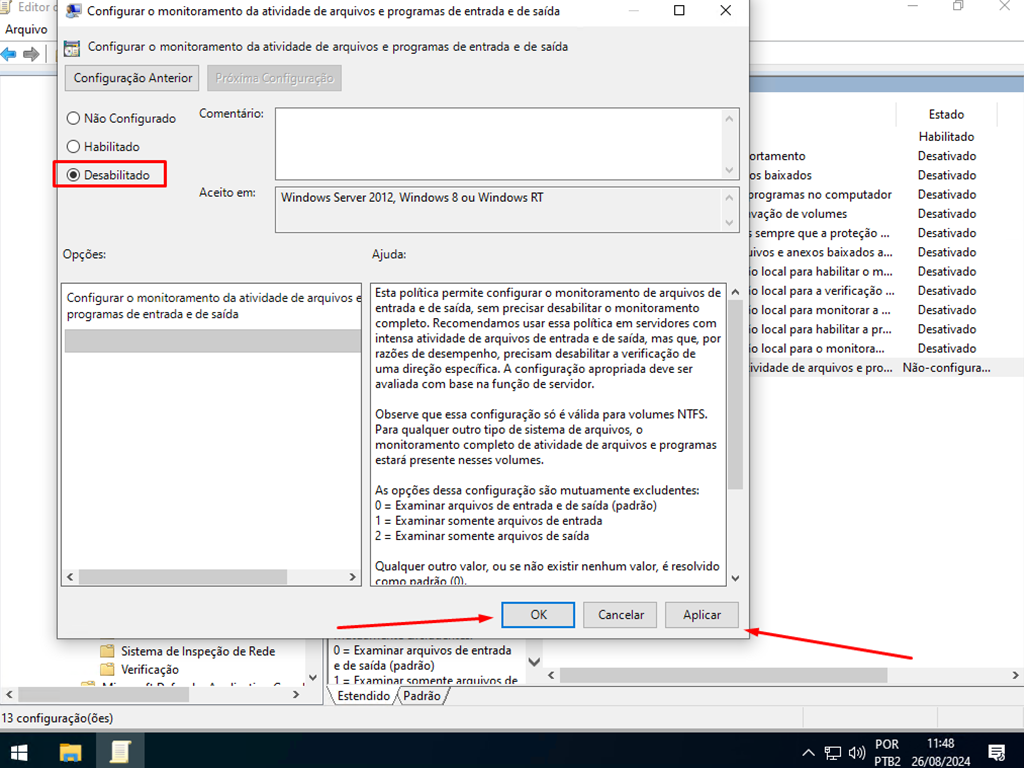 Editor
Configurar o monitoramento da atividade de arquivos e programas de entrada e de saída
Arquivo
Configurar o monitoramento da atividade de arquivos e programas de entrada e de saída
Configuração Anterior
Próxima Configuração
Não Configurado
Habilitado
Desabilitado
Comentário:
Aceito em:
Windows Server 2012, Windows 8 ou Windows RT
Opções:
Ajuda:
Configurar o monitoramento da atividade de arquivos e
programas de entrada e de saída
Esta política permite configurar o monitoramento de arquivos de
entrada e de saída, sem precisar desabilitar o monitoramento
completo. Recomendamos usar essa política em servidores com
intensa atividade de arquivos de entrada e de saída, mas que, por
razões de desempenho, precisam desabilitar a verificação de
uma direção específica. A configuração apropriada deve ser
avaliada com base na função de servidor.
Observe que essa configuração só é válida para volumes NTFS.
Para qualquer outro tipo de sistema de arquivos, o
monitoramento completo de atividade de arquivos e programas
estará presente nesses volumes.
As opções dessa configuração são mutuamente excludentes:
0 = Examinar arquivos de entrada e de saída (padrão)
1 = Examinar somente arquivos de entrada
2 = Examinar somente arquivos de saída
Qualquer outro valor, ou se não existir nenhum valor, é resolvido
como padrão (0).
OK
Cancelar
Aplicar
Estado
Habilitado
ortamento Desativado
os baixados Desativado
programas no computador Desativado
vação de volumes Desativado
s sempre que a proteção ... Desativado
uivos e anexos baixados a... Desativado
io local para habilitar o m... Desativado
io local para a verificação ... Desativado
io local para monitorar a ... Desativado
io local para habilitar a pr... Desativado
io local para o monitora... Desativado
ividade de arquivos e pro... Não-configura...
Sistema de Inspeção de Rede
Verificação
mutuamente excludentes:
0 = Examinar arquivos de entrada
e de saída (padrão)
1 = Examinar somente arquivos de
Estendido
Padrão
13 configuração(ões)
POR
PTB2
11:48
26/08/2024